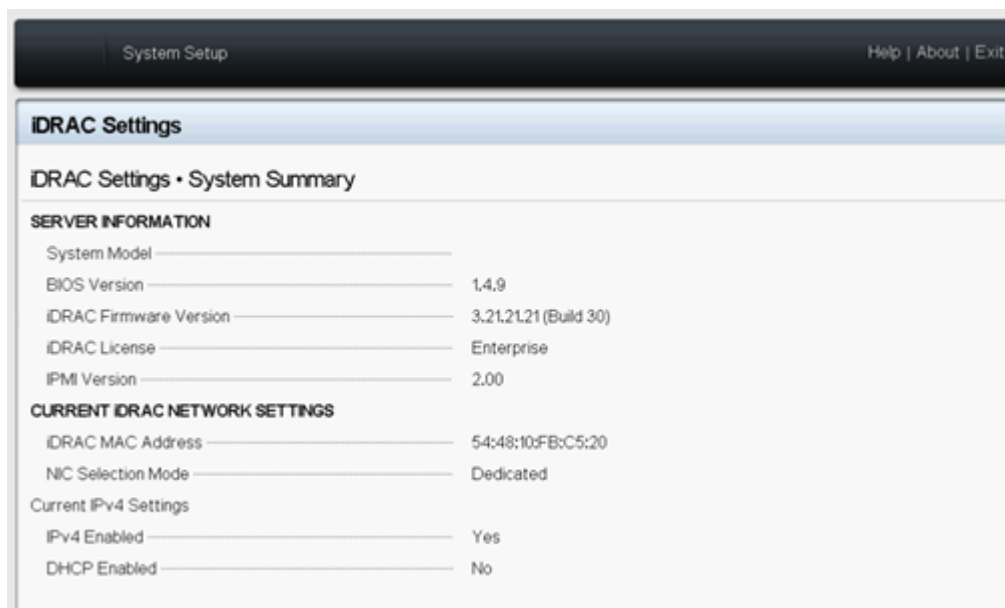 System Setup
Help | About | Exit
iDRAC Settings
iDRAC Settings • System Summary
SERVER INFORMATION
System Model
BIOS Version 1.4.9
iDRAC Firmware Version 3.21.21.21 (Build 30)
iDRAC License Enterprise
IPMI Version 2.00
CURRENT iDRAC NETWORK SETTINGS
iDRAC MAC Address 54:48:10:FB:C5:20
NIC Selection Mode Dedicated
Current IPv4 Settings
IPv4 Enabled Yes
DHCP Enabled No